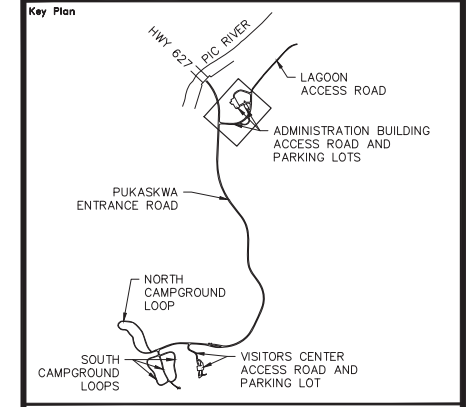 Key Plan
HWY 627
PIC RIVER
LAGOON
ACCESS ROAD
ADMINISTRATION BUILDING
ACCESS ROAD AND
PARKING LOTS
PUKASKWA
ENTRANCE ROAD
NORTH
CAMPGROUND
LOOP
SOUTH
CAMPGROUND
LOOPS
VISITORS CENTER
ACCESS ROAD AND
PARKING LOT